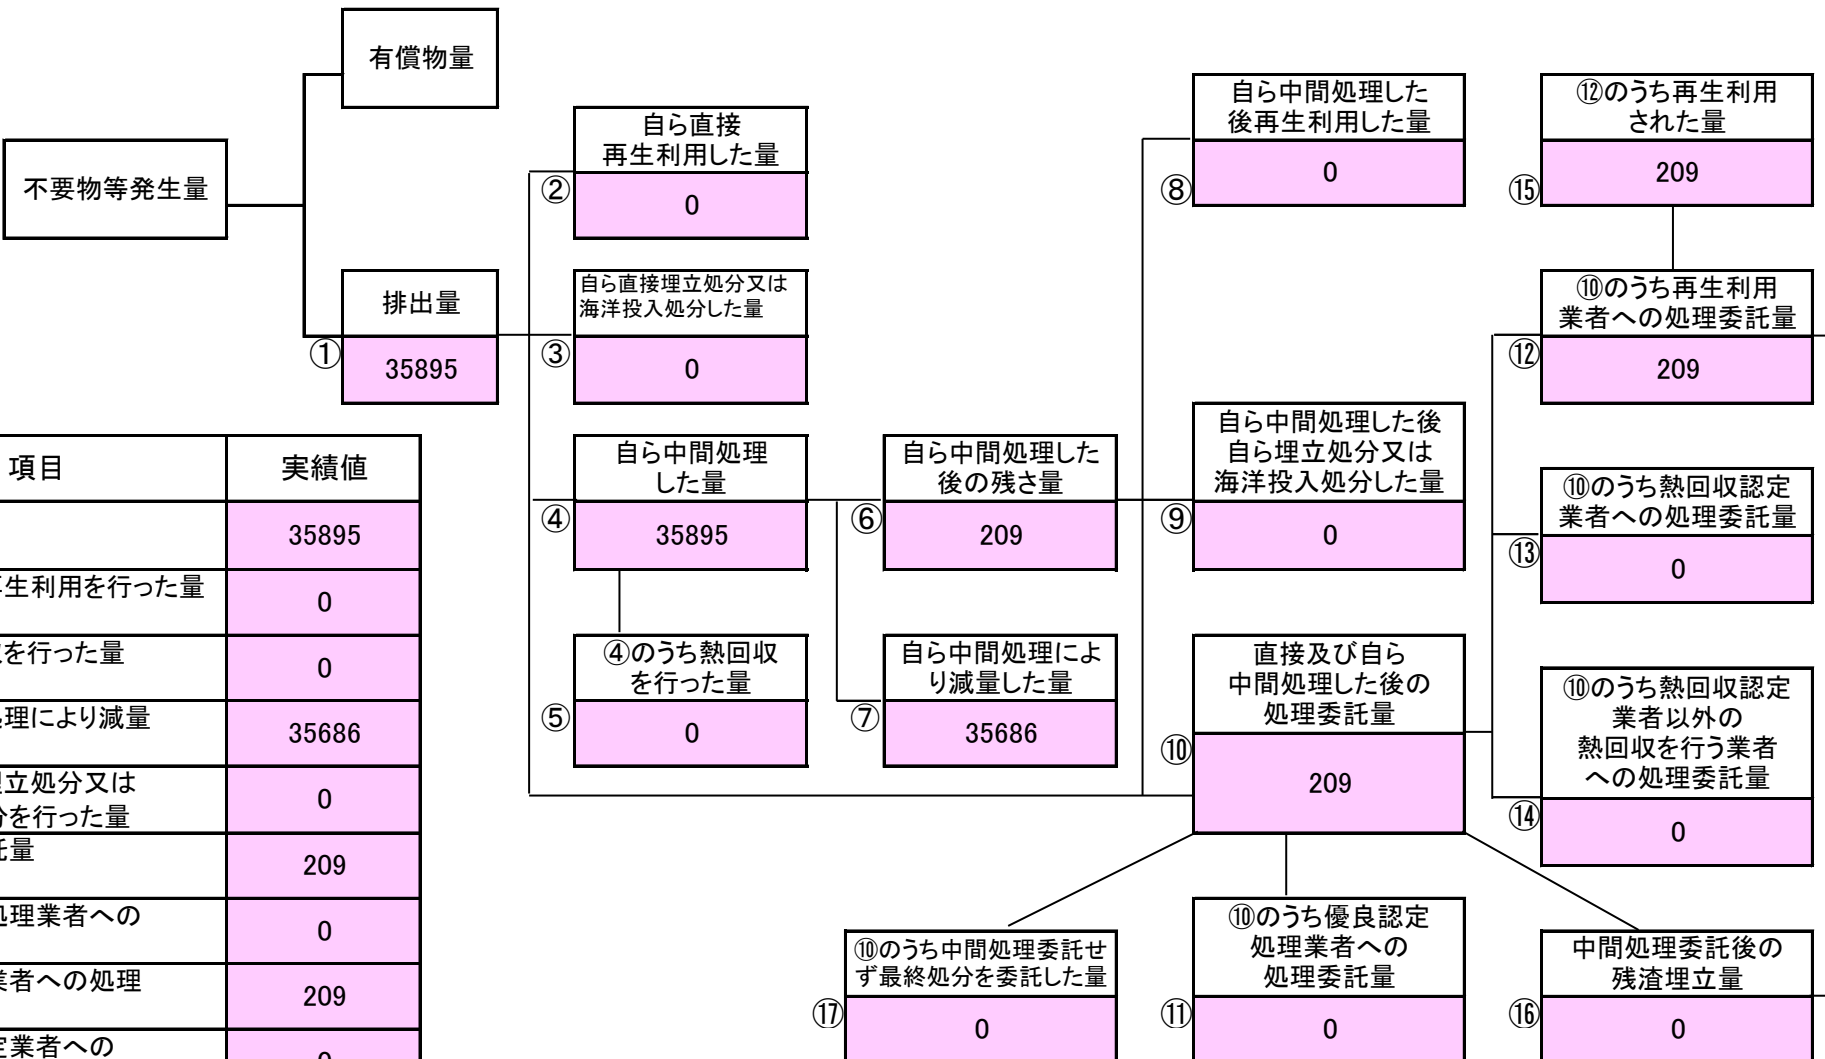 有償物量
不要物等発生量
排出量
①
35895
自ら直接
再生利用した量
②
0
自ら直接埋立処分又は
海洋投入処分した量
③
0
自ら中間処理
した量
④
35895
④のうち熱回収
を行った量
⑤
0
自ら中間処理した
後の残さ量
⑥
209
自ら中間処理によ
り減量した量
⑦
35686
自ら中間処理した
後再生利用した量
⑧
0
自ら中間処理した後
自ら埋立処分又は
海洋投入処分した量
⑨
0
直接及び自ら
中間処理した後の
処理委託量
⑩
209
⑫のうち再生利用
された量
⑮
209
⑩のうち再生利用
業者への処理委託量
⑫
209
⑩のうち熱回収認定
業者への処理委託量
⑬
0
⑩のうち熱回収認定
業者以外の
熱回収を行う業者
への処理委託量
⑭
0
⑩のうち中間処理委託せ
ず最終処分を委託した量
⑰
0
⑩のうち優良認定
処理業者への
処理委託量
⑪
0
中間処理委託後の
残渣埋立量
⑯
0
項目
実績値
35895
生利用を行った量
0
を行った量
0
理により減量
35686
立処分又は
を行った量
0
量
209
理業者への
0
業者への処理
209
業者への
0